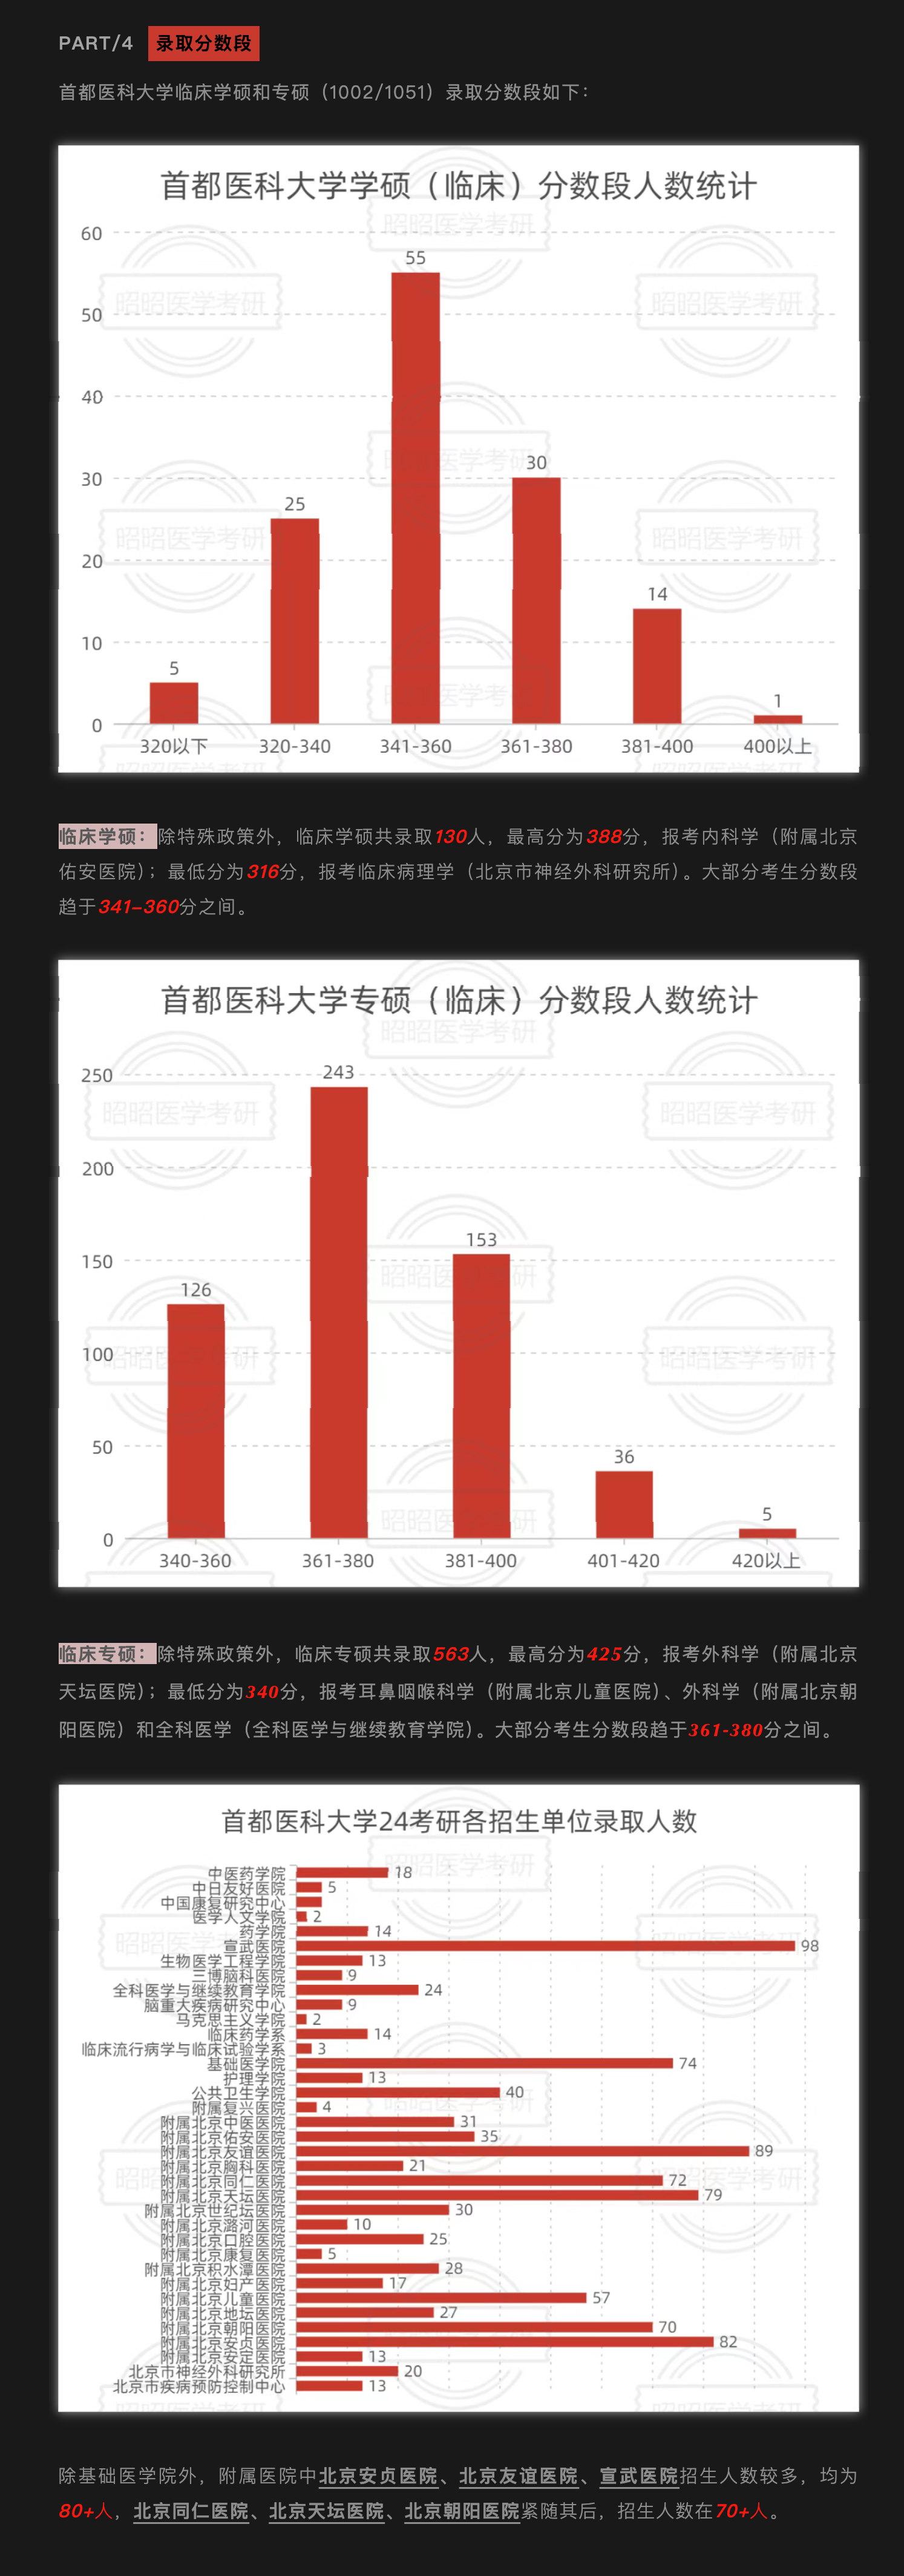 PART/4 录取分数段
首都医科大学临床学硕和专硕（1002/1051）录取分数段如下：
首都医科大学学硕（临床）分数段人数统计
昭昭医学考研
60
55
50
40
30
30
25
20
14
10
5
1
0
320以下 320-340 341-360 361-380 381-400 400以上
临床学硕：除特殊政策外，临床学硕共录取130人，最高分为388分，报考内科学（附属北京
佑安医院）；最低分为316分，报考临床病理学（北京市神经外科研究所）。大部分考生分数段
趋于341–360分之间。
首都医科大学专硕（临床）分数段人数统计
昭昭医学考研
250
243
200
153
150
126
100
50
36
5
0
340-360 361-380 381-400 401-420 420以上
临床专硕：除特殊政策外，临床专硕共录取563人，最高分为425分，报考外科学（附属北京
天坛医院）；最低分为340分，报考耳鼻咽喉科学（附属北京儿童医院）、外科学（附属北京朝
阳医院）和全科医学（全科医学与继续教育学院）。大部分考生分数段趋于361-380分之间。
首都医科大学24考研各招生单位录取人数
昭昭医学考研
中医药学院 18
中日友好医院 5
中国康复研究中心
医学人文学院 2
药学院 14
宣武医院 98
生物医学工程学院 13
三博脑科医院 9
全科医学与继续教育学院 24
脑重大疾病研究中心 9
马克思主义学院 2
临床药学系 14
临床流行病学与临床试验学系 3
基础医学院 74
护理学院 13
公共卫生学院 40
附属复兴医院 4
附属北京中医医院 31
附属北京佑安医院 35
附属北京友谊医院 89
附属北京胸科医院 21
附属北京同仁医院 72
附属北京天坛医院 79
附属北京世纪坛医院 30
附属北京潞河医院 10
附属北京口腔医院 25
附属北京康复医院 5
附属北京积水潭医院 28
附属北京妇产医院 17
附属北京儿童医院 57
附属北京地坛医院 27
附属北京朝阳医院 70
附属北京安贞医院 82
附属北京安定医院 13
北京市神经外科研究所 20
北京市疾病预防控制中心 13
除基础医学院外，附属医院中北京安贞医院、北京友谊医院、宣武医院招生人数较多，均为
80+人，北京同仁医院、北京天坛医院、北京朝阳医院紧随其后，招生人数在70+人。